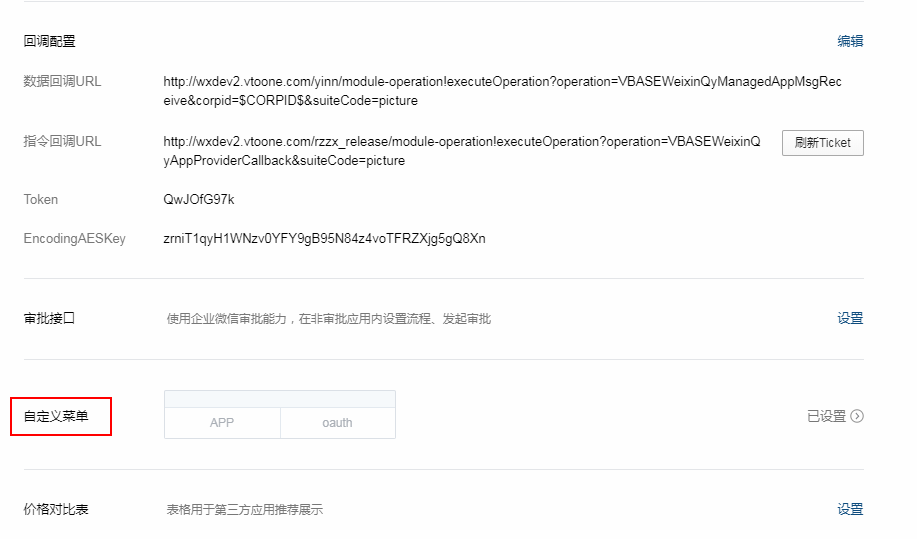 回调配置 编辑
数据回调URL http://wxdev2.vtoone.com/yinn/module-operation!executeOperation?operation=VBASEWeixinQyManagedAppMsgRec
eive&corpid=$CORPID$&suiteCode=picture
指令回调URL http://wxdev2.vtoone.com/rzzx_release/module-operation!executeOperation?operation=VBASEWeixinQ 刷新Ticket
yAppProviderCallback&suiteCode=picture
Token QwJOfG97k
EncodingAESKey zrniT1qyH1WNzv0YFY9gB95N84z4voTFRZXjg5gQ8Xn
审批接口 使用企业微信审批能力，在非审批应用内设置流程、发起审批 设置
自定义菜单 APP oauth 已设置
价格对比表 表格用于第三方应用推荐展示 设置